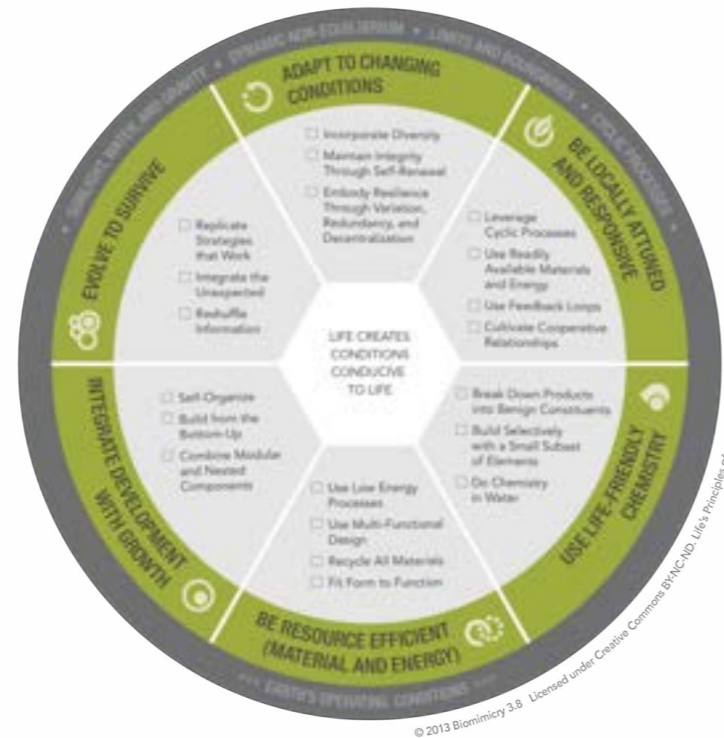 SUNLIGHT, WATER, AND GRAVITY • DYNAMIC NON-EQUILIBRIUM • LIMITS AND BOUNDARIES • CYCLIC PROCESSES •
ADAPT TO CHANGING
CONDITIONS
☐ Incorporate Diversity
☐ Maintain Integrity
Through Self-Renewal
☐ Embody Resilience
Through Variation,
Redundancy, and
Decentralization
BE LOCALLY ATTUNED
AND RESPONSIVE
☐ Leverage
Cyclic Processes
☐ Use Readily
Available Materials
and Energy
☐ Use Feedback Loops
☐ Cultivate Cooperative
Relationships
USE LIFE-FRIENDLY
CHEMISTRY
☐ Break Down Products
into Benign Constituents
☐ Build Selectively
with a Small Subset
of Elements
☐ Do Chemistry
in Water
BE RESOURCE EFFICIENT
(MATERIAL AND ENERGY)
☐ Use Low Energy
Processes
☐ Use Multi-Functional
Design
☐ Recycle All Materials
☐ Fit Form to Function
INTEGRATE DEVELOPMENT
WITH GROWTH
☐ Self-Organize
☐ Build from the
Bottom-Up
☐ Combine Modular
and Nested
Components
EVOLVE TO SURVIVE
☐ Replicate
Strategies
that Work
☐ Integrate the
Unexpected
☐ Reshuffle
Information
LIFE CREATES
CONDITIONS
CONDUCIVE
TO LIFE
EARTH'S OPERATING CONDITIONS
© 2013 Biomimicry 3.8 Licensed under Creative Commons BY-NC-ND. Life's Principles